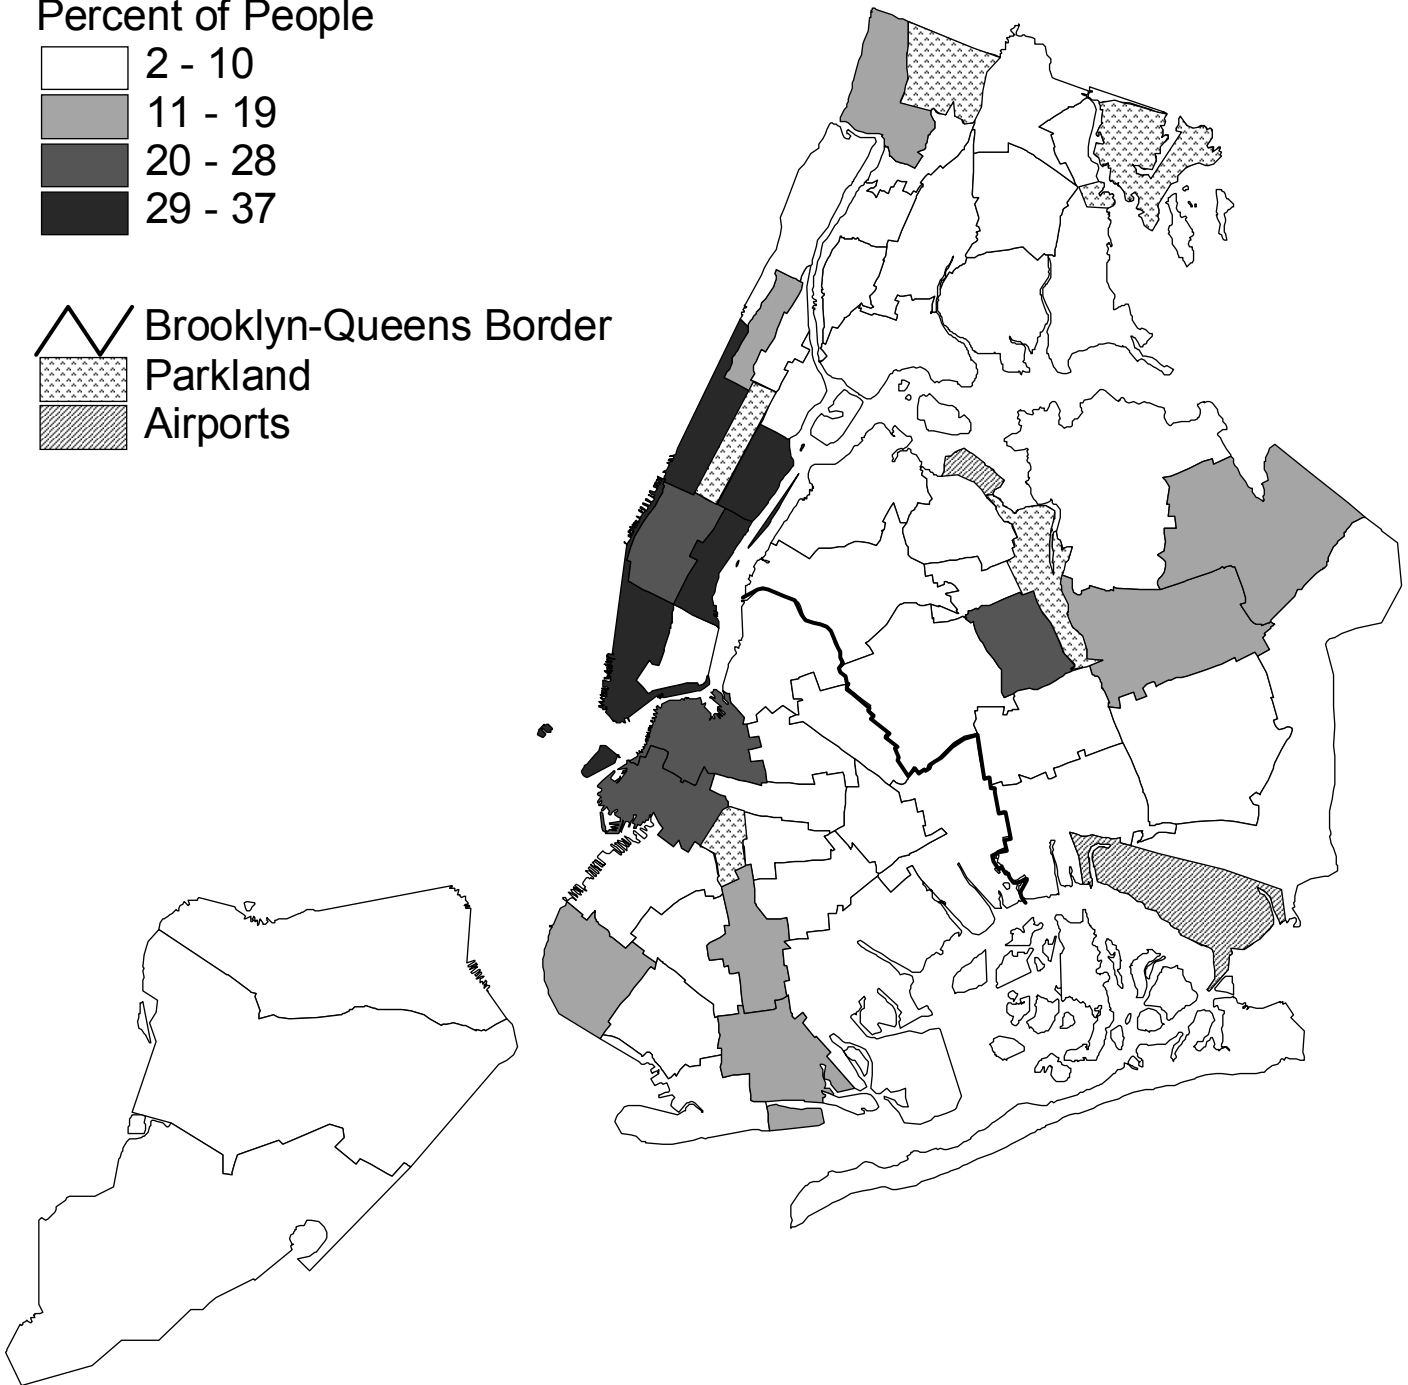 Percent of People
2 - 10
11 - 19
20 - 28
29 - 37
Brooklyn-Queens Border
Parkland
Airports